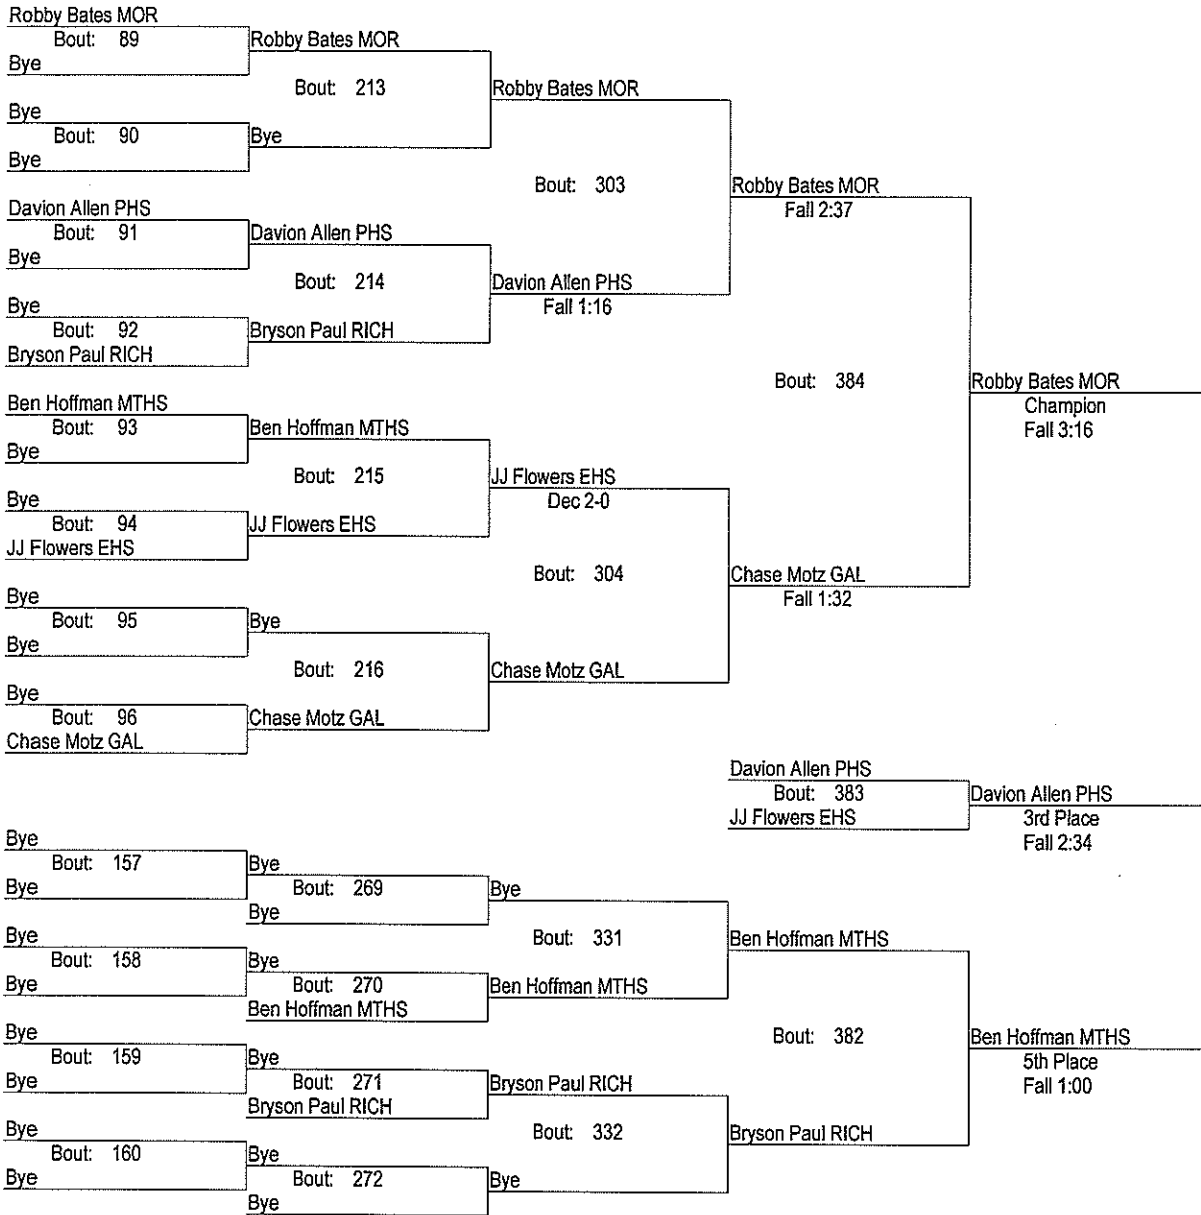 Robby Bates MOR
Bout: 89
Bye
Robby Bates MOR
Bout: 213
Robby Bates MOR
Bye
Bout: 90
Bye
Bye
Bout: 303
Robby Bates MOR
Fall 2:37
Davion Allen PHS
Bout: 91
Bye
Davion Allen PHS
Bout: 214
Davion Allen PHS
Fall 1:16
Bye
Bout: 92
Bryson Paul RICH
Bryson Paul RICH
Bout: 384
Robby Bates MOR
Champion
Fall 3:16
Ben Hoffman MTHS
Bout: 93
Bye
Ben Hoffman MTHS
Bout: 215
JJ Flowers EHS
Dec 2-0
Bye
Bout: 94
JJ Flowers EHS
JJ Flowers EHS
Bout: 304
Chase Motz GAL
Fall 1:32
Bye
Bout: 95
Bye
Bye
Bout: 216
Chase Motz GAL
Bye
Bout: 96
Chase Motz GAL
Chase Motz GAL
Davion Allen PHS
Bout: 383
JJ Flowers EHS
Davion Allen PHS
3rd Place
Fall 2:34
Bye
Bout: 157
Bye
Bye
Bout: 269
Bye
Bye
Bout: 331
Ben Hoffman MTHS
Bye
Bout: 158
Bye
Bye
Bout: 270
Ben Hoffman MTHS
Ben Hoffman MTHS
Bout: 382
Ben Hoffman MTHS
5th Place
Fall 1:00
Bye
Bout: 159
Bye
Bye
Bout: 271
Bryson Paul RICH
Bryson Paul RICH
Bout: 332
Bryson Paul RICH
Bye
Bout: 160
Bye
Bye
Bout: 272
Bye
Bye